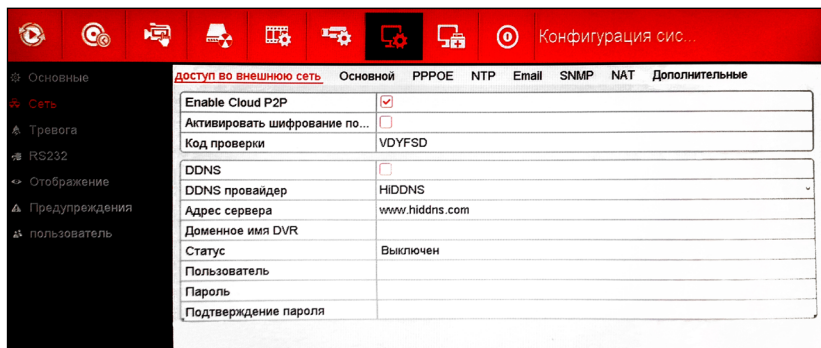 Конфигурация сис...
Основные
Сеть
Тревога
RS232
Отображение
Предупреждения
пользователь
доступ во внешнюю сеть Основной PPPOE NTP Email SNMP NAT Дополнительные
Enable Cloud P2P
Активировать шифрование по...
Код проверки VDYFSD
DDNS
DDNS провайдер HiDDNS
Адрес сервера www.hiddns.com
Доменное имя DVR
Статус Выключен
Пользователь
Пароль
Подтверждение пароля